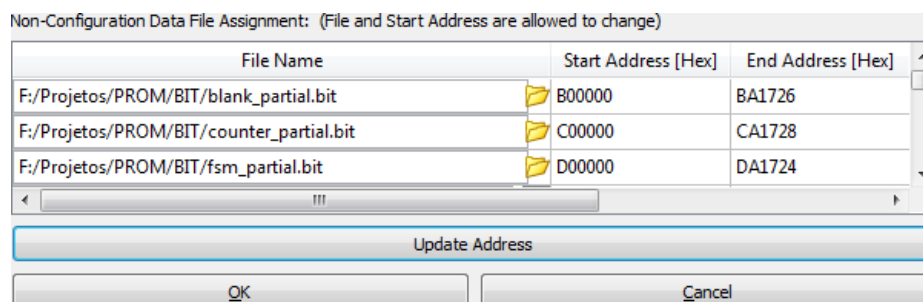 Non-Configuration Data File Assignment: (File and Start Address are allowed to change)
File Name Start Address [Hex] End Address [Hex]
F:/Projetos/PROM/BIT/blank_partial.bit B00000 BA1726
F:/Projetos/PROM/BIT/counter_partial.bit C00000 CA1728
F:/Projetos/PROM/BIT/fsm_partial.bit D00000 DA1724
Update Address
OK Cancel